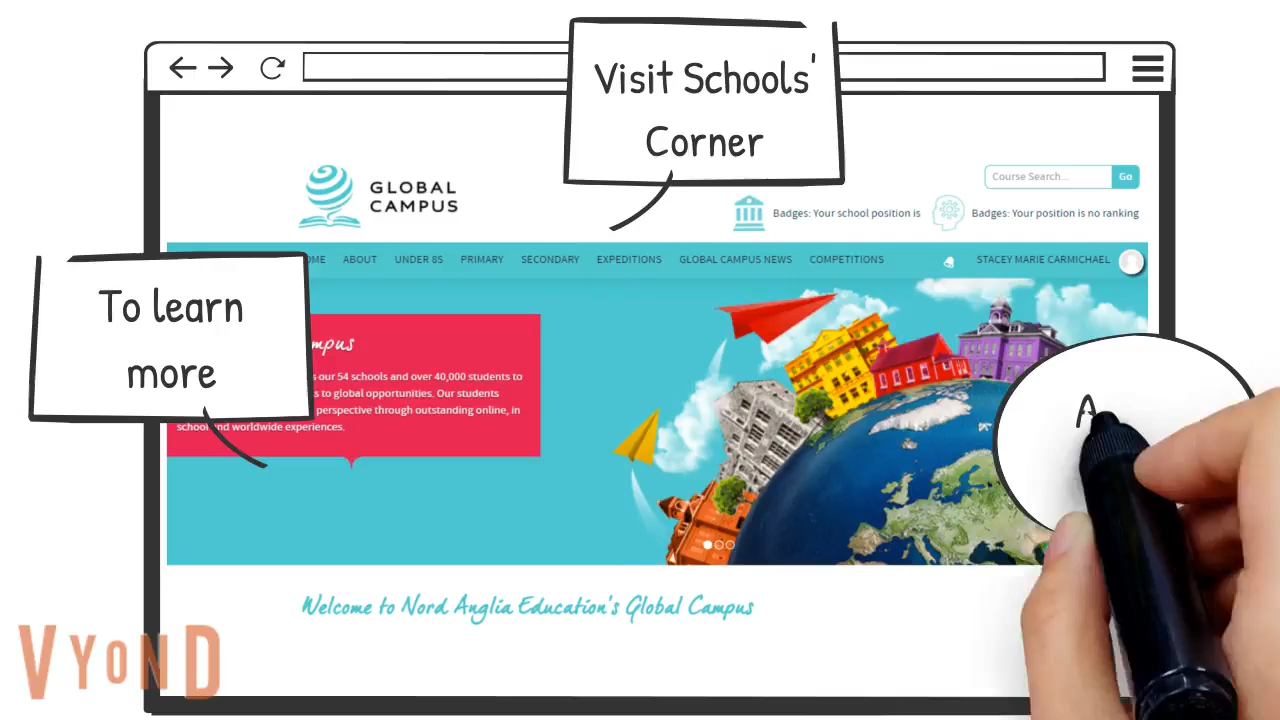 Visit Schools'
Corner
GLOBAL
CAMPUS
Course Search...
Go
Badges: Your school position is
Badges: Your position is no ranking
OME
ABOUT
UNDER 8S
PRIMARY
SECONDARY
EXPEDITIONS
GLOBAL CAMPUS NEWS
COMPETITIONS
STACEY MARIE CARMICHAEL
To learn
more
mpus
our 54 schools and over 40,000 students to
s to global opportunities. Our students
perspective through outstanding online, in
school and worldwide experiences.
A
Welcome to Nord Anglia Education's Global Campus
VYOND